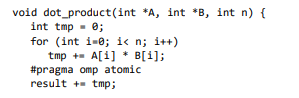 void dot_product(int *A, int *B, int n) {
int tmp = 0;
for (int i=0; i< n; i++)
tmp += A[i] * B[i];
#pragma omp atomic
result += tmp;